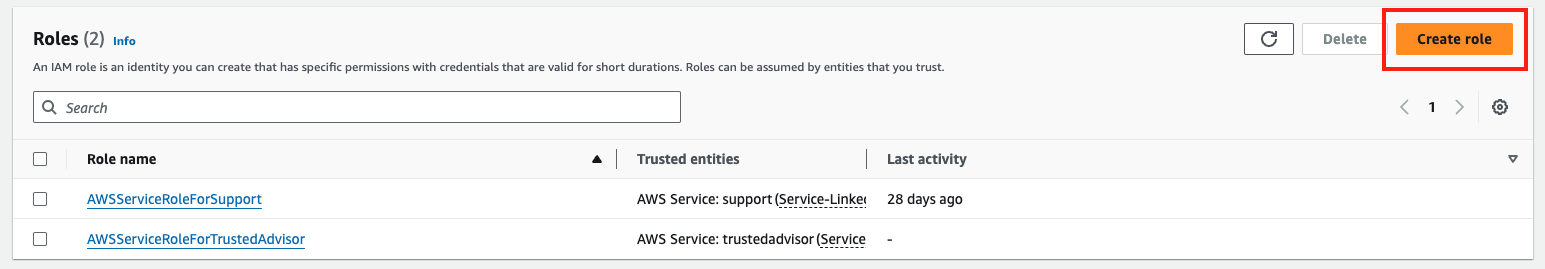 Roles (2) Info
Delete
Create role
An IAM role is an identity you can create that has specific permissions with credentials that are valid for short durations. Roles can be assumed by entities that you trust.
Search
1
Role name Trusted entities Last activity
AWSServiceRoleForSupport AWS Service: support (Service-Linked 28 days ago
AWSServiceRoleForTrustedAdvisor AWS Service: trustedadvisor (Service -